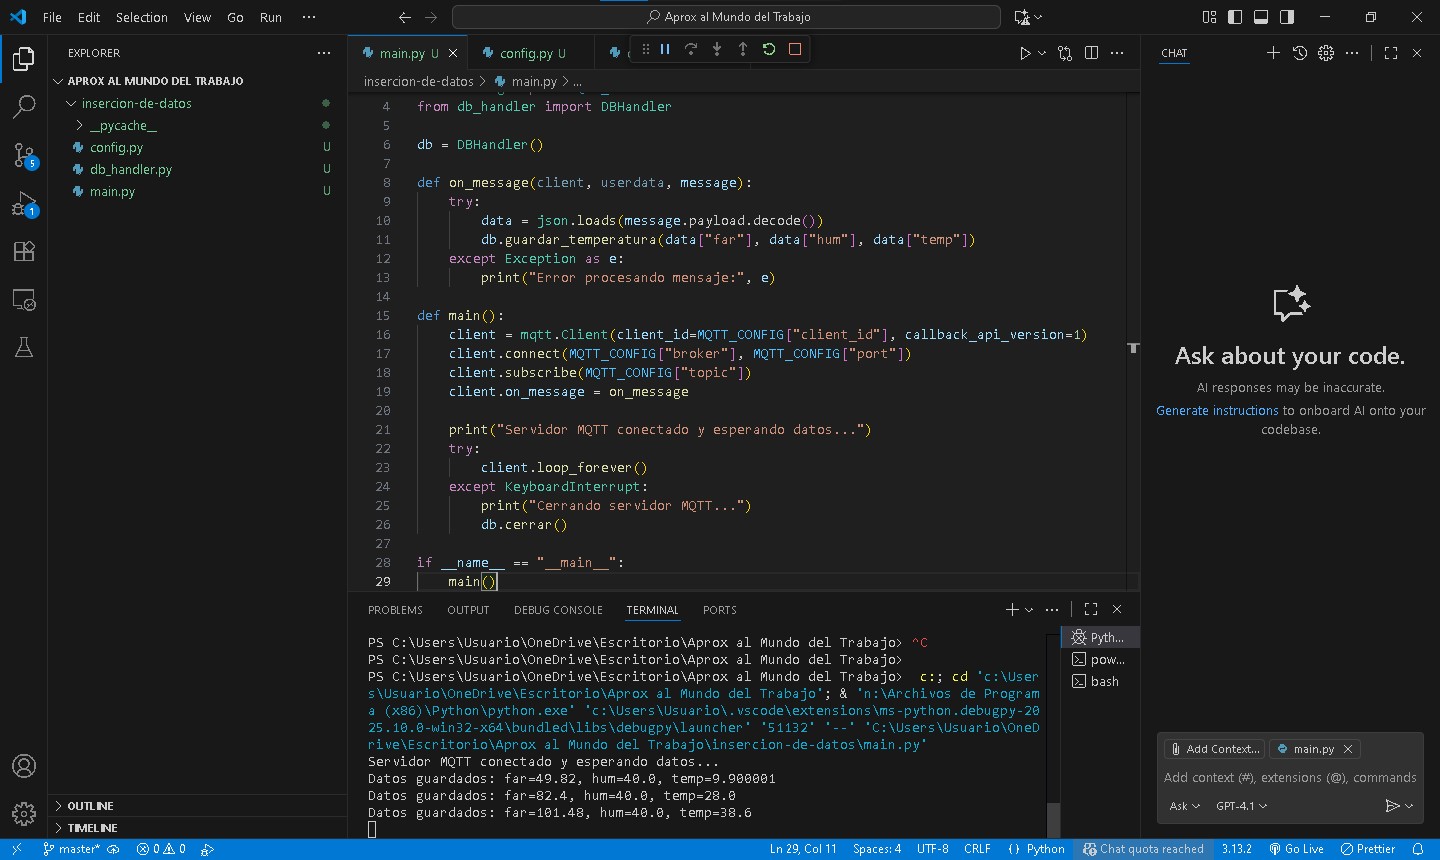 File Edit Selection View Go Run ···
Aprox al Mundo del Trabajo
EXPLORER
APROX AL MUNDO DEL TRABAJO
insercion-de-datos
__pycache__
config.py U
db_handler.py U
main.py U
OUTLINE
TIMELINE
5
1
main.py U
config.py U
insercion-de-datos > main.py > ...
4 from db_handler import DBHandler
5
6 db = DBHandler()
7
8 def on_message(client, userdata, message):
9 try:
10 data = json.loads(message.payload.decode())
11 db.guardar_temperatura(data["far"], data["hum"], data["temp"])
12 except Exception as e:
13 print("Error procesando mensaje:", e)
14
15 def main():
16 client = mqtt.Client(client_id=MQTT_CONFIG["client_id"], callback_api_version=1)
17 client.connect(MQTT_CONFIG["broker"], MQTT_CONFIG["port"])
18 client.subscribe(MQTT_CONFIG["topic"])
19 client.on_message = on_message
20
21 print("Servidor MQTT conectado y esperando datos...")
22 try:
23 client.loop_forever()
24 except KeyboardInterrupt:
25 print("Cerrando servidor MQTT...")
26 db.cerrar()
27
28 if __name__ == "__main__":
29 main()
PROBLEMS OUTPUT DEBUG CONSOLE TERMINAL PORTS
PS C:\Users\Usuario\OneDrive\Escritorio\Aprox al Mundo del Trabajo> ^C
PS C:\Users\Usuario\OneDrive\Escritorio\Aprox al Mundo del Trabajo>
PS C:\Users\Usuario\OneDrive\Escritorio\Aprox al Mundo del Trabajo>  c:; cd 'c:\User
s\Usuario\OneDrive\Escritorio\Aprox al Mundo del Trabajo'; & 'n:\Archivos de Program
a (x86)\Python\python.exe' 'c:\Users\Usuario\.vscode\extensions\ms-python.debugpy-20
25.10.0-win32-x64\bundled\libs\debugpy\launcher' '51132' '--' 'C:\Users\Usuario\OneD
rive\Escritorio\Aprox al Mundo del Trabajo\insercion-de-datos\main.py'
Servidor MQTT conectado y esperando datos...
Datos guardados: far=49.82, hum=40.0, temp=9.900001
Datos guardados: far=82.4, hum=40.0, temp=28.0
Datos guardados: far=101.48, hum=40.0, temp=38.6
Pyth...
pow...
bash
CHAT
Ask about your code.
AI responses may be inaccurate.
Generate instructions to onboard AI onto your
codebase.
Add Context... main.py
Add context (#), extensions (@), commands
Ask GPT-4.1
master* 0 0 Ln 29, Col 11 Spaces: 4 UTF-8 CRLF {} Python Chat quota reached 3.13.2 Go Live Prettier